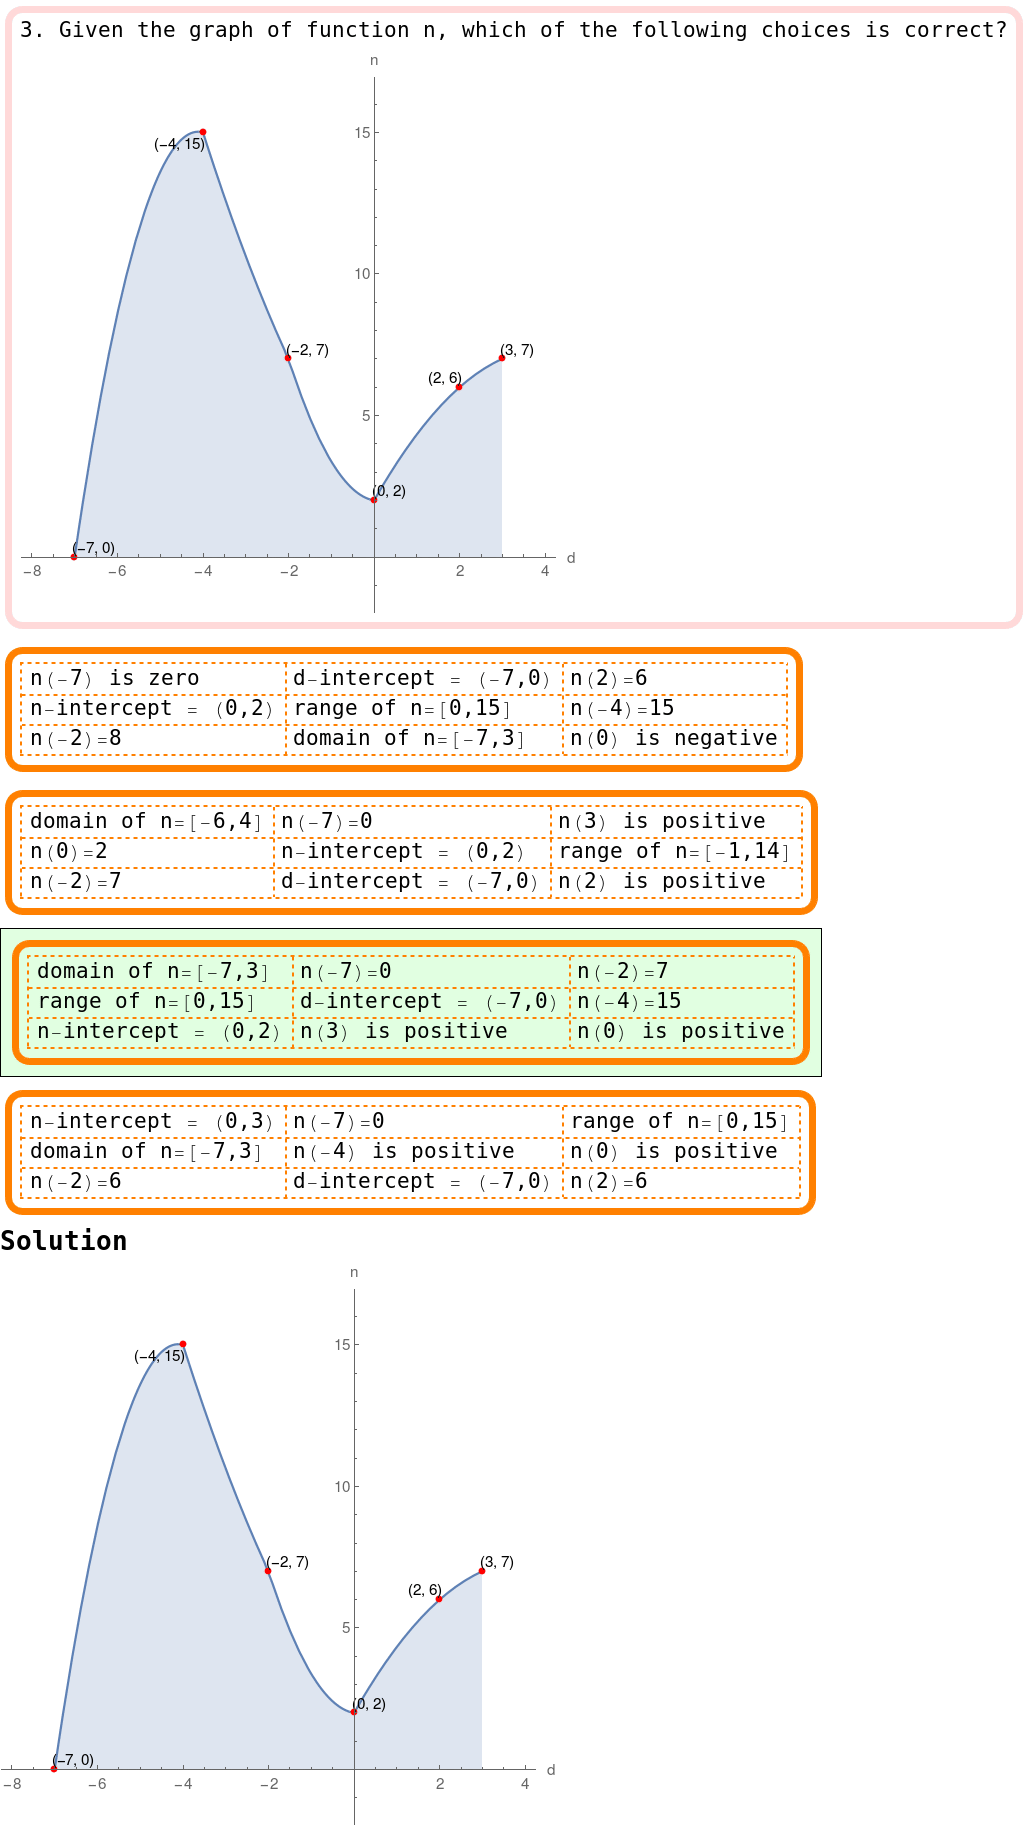 3. Given the graph of function n, which of the following choices is correct?
n
15
(−4, 15)
10
(−2, 7)
(3, 7)
(2, 6)
5
(0, 2)
(−7, 0)
d
−8 −6 −4 −2 2 4
n(-7) is zero d-intercept = (-7,0) n(2)=6
n-intercept = (0,2) range of n=[0,15] n(-4)=15
n(-2)=8 domain of n=[-7,3] n(0) is negative
domain of n=[-6,4] n(-7)=0 n(3) is positive
n(0)=2 n-intercept = (0,2) range of n=[-1,14]
n(-2)=7 d-intercept = (-7,0) n(2) is positive
domain of n=[-7,3] n(-7)=0 n(-2)=7
range of n=[0,15] d-intercept = (-7,0) n(-4)=15
n-intercept = (0,2) n(3) is positive n(0) is positive
n-intercept = (0,3) n(-7)=0 range of n=[0,15]
domain of n=[-7,3] n(-4) is positive n(0) is positive
n(-2)=6 d-intercept = (-7,0) n(2)=6
Solution
n
15
(−4, 15)
10
(−2, 7)
(3, 7)
(2, 6)
5
(0, 2)
(−7, 0)
d
−8 −6 −4 −2 2 4